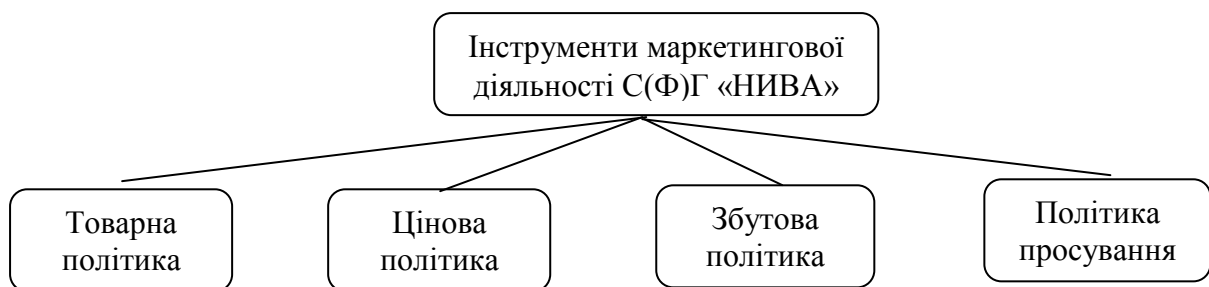 Інструменти маркетингової
діяльності С(Ф)Г «НИВА»
Товарна
політика
Цінова
політика
Збутова
політика
Політика
просування